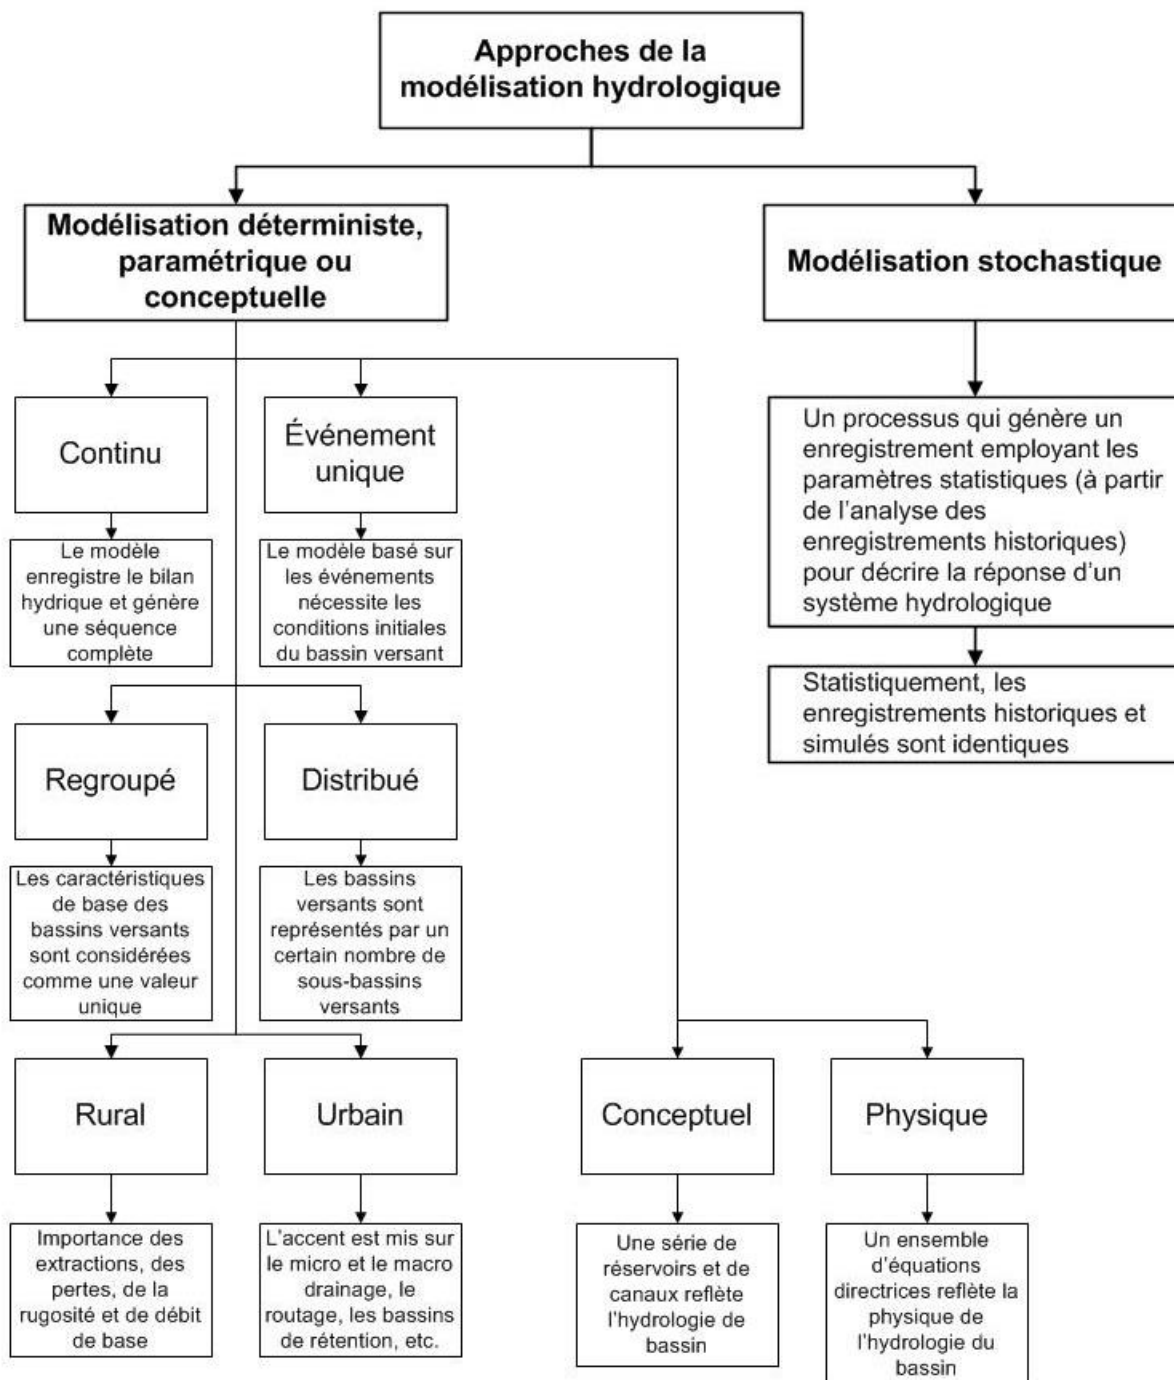 Approches de la
modélisation hydrologique
Modélisation déterministe,
paramétrique ou
conceptuelle
Modélisation stochastique
Continu
Événement
unique
Un processus qui génère un
enregistrement employant les
paramètres statistiques (à partir
de l'analyse des
enregistrements historiques)
pour décrire la réponse d'un
système hydrologique
Le modèle
enregistre le bilan
hydrique et génère
une séquence
complète
Le modèle basé sur
les événements
nécessite les
conditions initiales
du bassin versant
Statistiquement, les
enregistrements historiques et
simulés sont identiques
Regroupé
Distribué
Les caractéristiques
de base des
bassins versants
sont considérées
comme une valeur
unique
Les bassins
versants sont
représentés par un
certain nombre de
sous-bassins
versants
Rural
Urbain
Conceptuel
Physique
Importance des
extractions, des
pertes, de la
rugosité et de débit
de base
L'accent est mis sur
le micro et le macro
drainage, le
routage, les bassins
de rétention, etc.
Une série de
réservoirs et de
canaux reflète
l'hydrologie de
bassin
Un ensemble
d'équations
directrices reflète la
physique de
l'hydrologie du
bassin